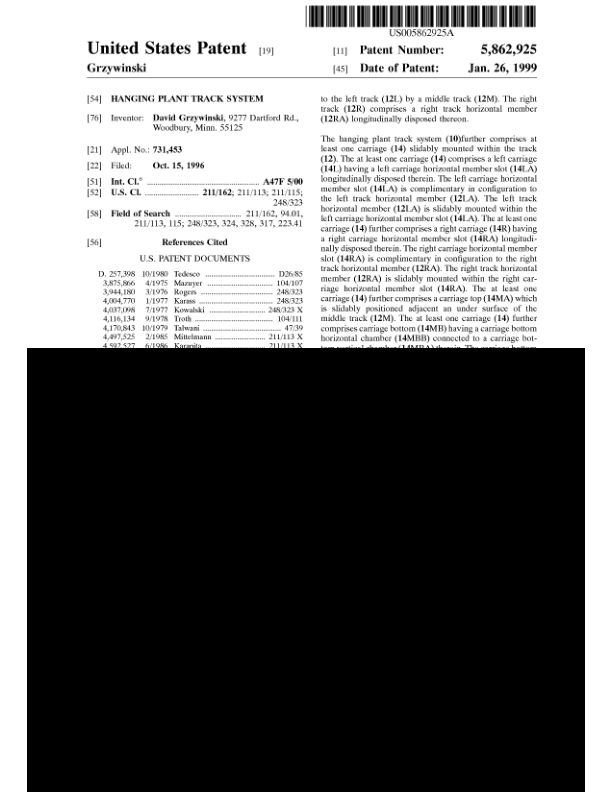 US005862925A
United States Patent [19]
[11] Patent Number: 5,862,925
Grzywinski
[45] Date of Patent: Jan. 26, 1999
[54] HANGING PLANT TRACK SYSTEM
[76] Inventor: David Grzywinski, 9277 Dartford Rd.,
Woodbury, Minn. 55125
[21] Appl. No.: 731,453
[22] Filed: Oct. 15, 1996
[51] Int. Cl.⁶ ........................................ A47F 5/00
[52] U.S. Cl. ................... 211/162; 211/113; 211/115;
248/323
[58] Field of Search ....................... 211/162, 94.01,
211/113, 115; 248/323, 324, 328, 317, 223.41
[56] References Cited
U.S. PATENT DOCUMENTS
D. 257,398 10/1980 Tedesco ................................ D26/85
3,875,866 4/1975 Mazuyer ................................ 104/107
3,944,180 3/1976 Rogers ................................ 248/323
4,004,770 1/1977 Karass ................................ 248/323
4,037,098 7/1977 Kowalski ........................ 248/323 X
4,116,134 9/1978 Troth ................................ 104/111
4,170,843 10/1979 Talwani ................................ 47/39
4,497,525 2/1985 Mittelmann ........................ 211/113 X
4,592,527 6/1986 Karapita ........................ 211/113 X
to the left track (12L) by a middle track (12M). The right
track (12R) comprises a right track horizontal member
(12RA) longitudinally disposed thereon.
The hanging plant track system (10)further comprises at
least one carriage (14) slidably mounted within the track
(12). The at least one carriage (14) comprises a left carriage
(14L) having a left carriage horizontal member slot (14LA)
longitudinally disposed therein. The left carriage horizontal
member slot (14LA) is complimentary in configuration to
the left track horizontal member (12LA). The left track
horizontal member (12LA) is slidably mounted within the
left carriage horizontal member slot (14LA). The at least one
carriage (14) further comprises a right carriage (14R) having
a right carriage horizontal member slot (14RA) longitudi-
nally disposed therein. The right carriage horizontal member
slot (14RA) is complimentary in configuration to the right
track horizontal member (12RA). The right track horizontal
member (12RA) is slidably mounted within the right car-
riage horizontal member slot (14RA). The at least one
carriage (14) further comprises a carriage top (14MA) which
is slidably positioned adjacent an under surface of the
middle track (12M). The at least one carriage (14) further
comprises carriage bottom (14MB) having a carriage bottom
horizontal chamber (14MBB) connected to a carriage bot-
tom vertical chamber (14MBA) therein. The carriage bottom